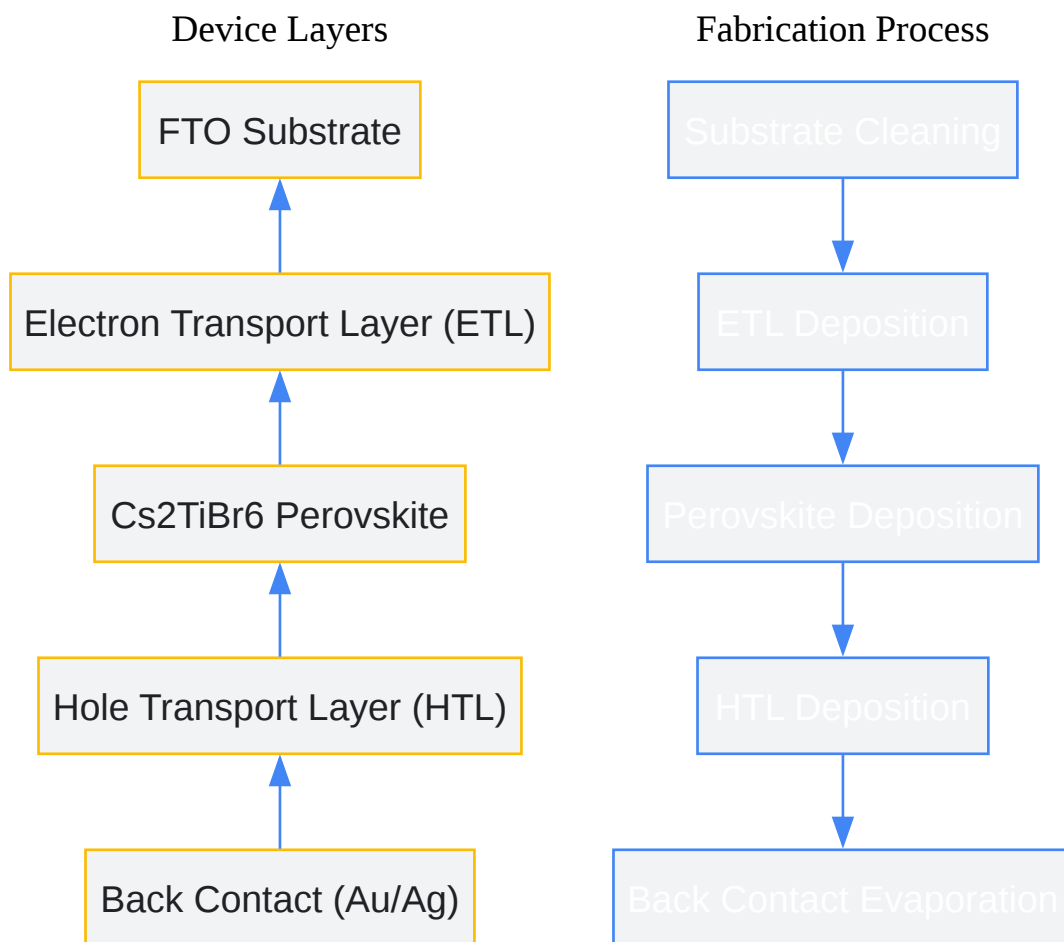 Device Layers
FTO Substrate
Electron Transport Layer (ETL)
Cs2TiBr6 Perovskite
Hole Transport Layer (HTL)
Back Contact (Au/Ag)
Fabrication Process
Substrate Cleaning
ETL Deposition
Perovskite Deposition
HTL Deposition
Back Contact Evaporation